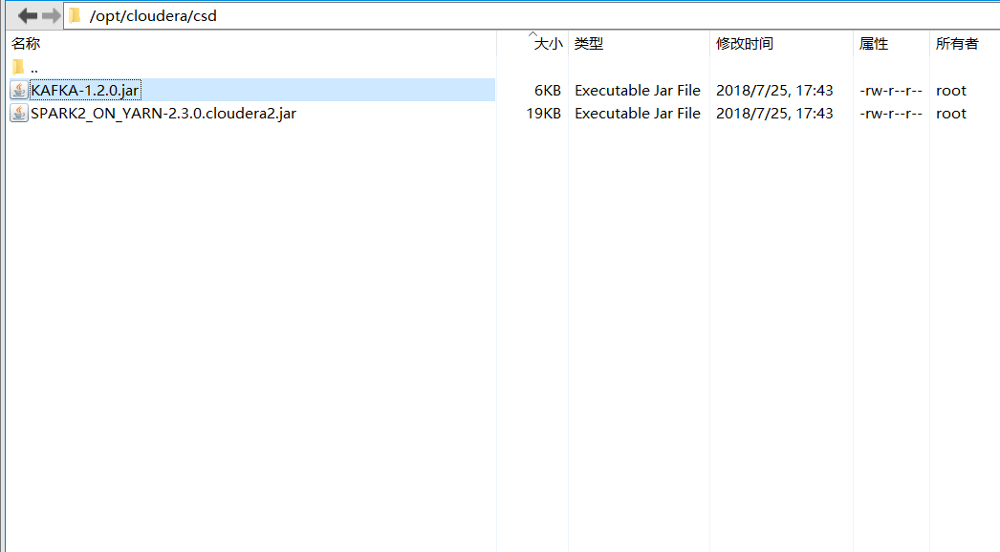 /opt/cloudera/csd
名称 大小 类型 修改时间 属性 所有者
..
KAFKA-1.2.0.jar 6KB Executable Jar File 2018/7/25, 17:43 -rw-r--r-- root
SPARK2_ON_YARN-2.3.0.cloudera2.jar 19KB Executable Jar File 2018/7/25, 17:43 -rw-r--r-- root